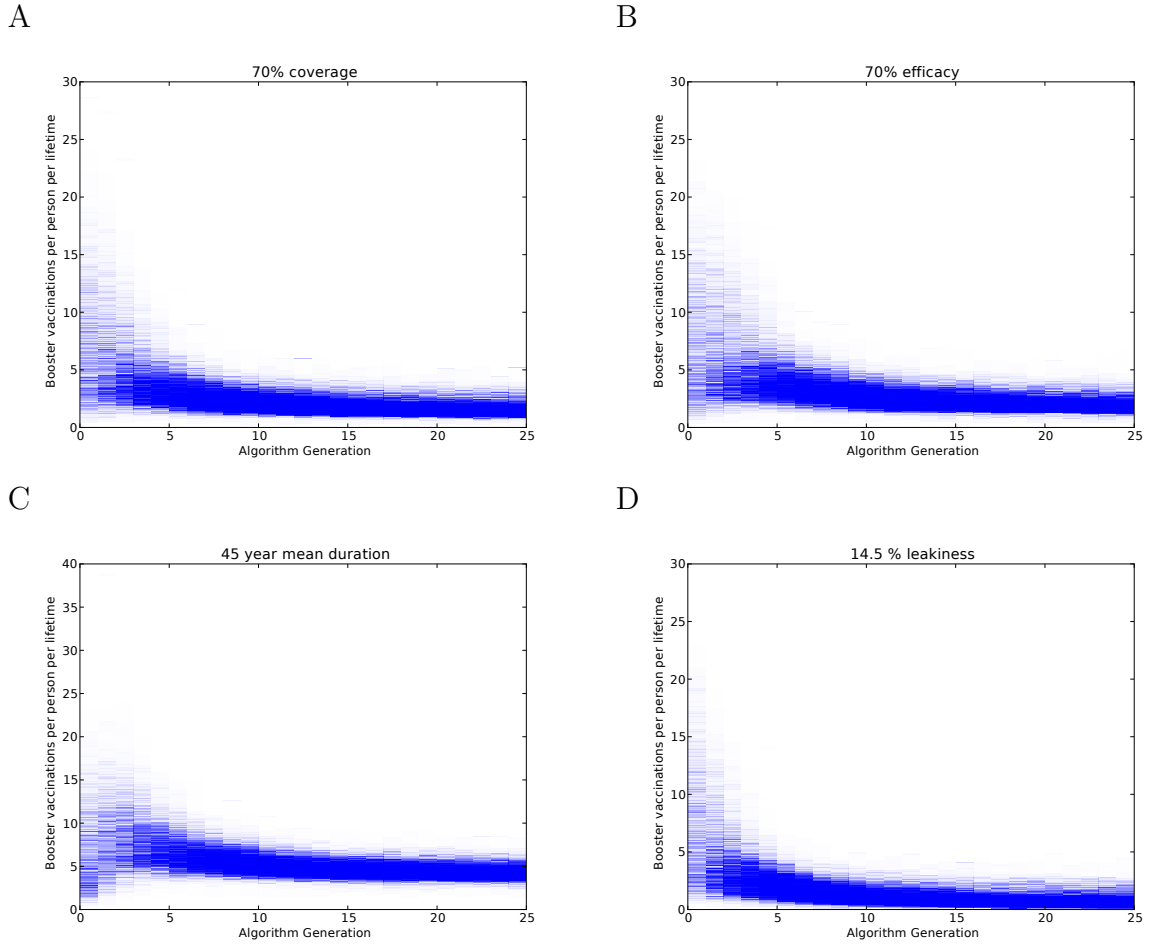 A
70% coverage
Booster vaccinations per person per lifetime
30
25
20
15
10
5
0
0 5 10 15 20 25
Algorithm Generation
B
70% efficacy
Booster vaccinations per person per lifetime
30
25
20
15
10
5
0
0 5 10 15 20 25
Algorithm Generation
C
45 year mean duration
Booster vaccinations per person per lifetime
40
35
30
25
20
15
10
5
0
0 5 10 15 20 25
Algorithm Generation
D
14.5 % leakiness
Booster vaccinations per person per lifetime
30
25
20
15
10
5
0
0 5 10 15 20 25
Algorithm Generation